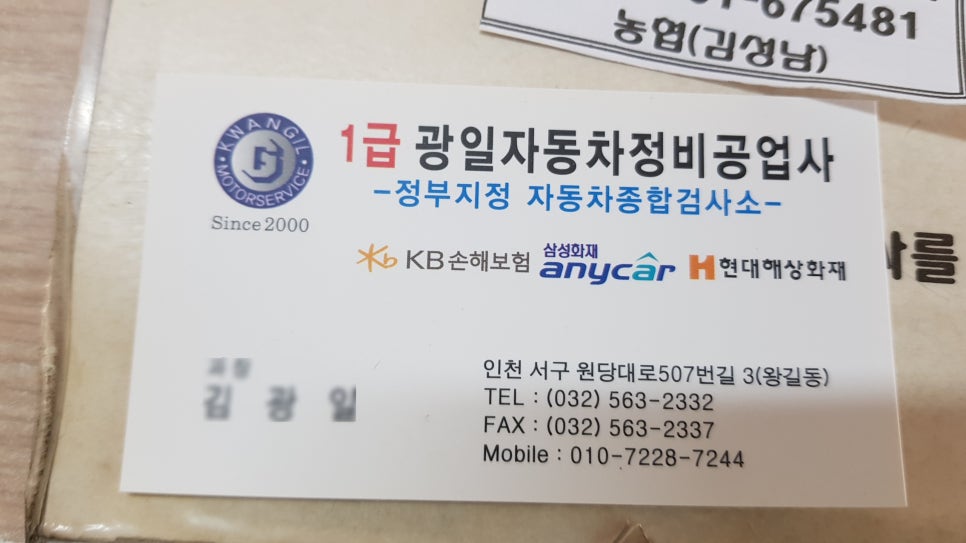 675481
농협(김성남)
KWANGIL MOTORSERVICE
Since 2000
1급 광일자동차정비공업사
-정부지정 자동차종합검사소-
KB손해보험 삼성화재 anycar 현대해상화재
인천 서구 원당대로507번길 3(왕길동)
TEL : (032) 563-2332
FAX : (032) 563-2337
Mobile : 010-7228-7244
를